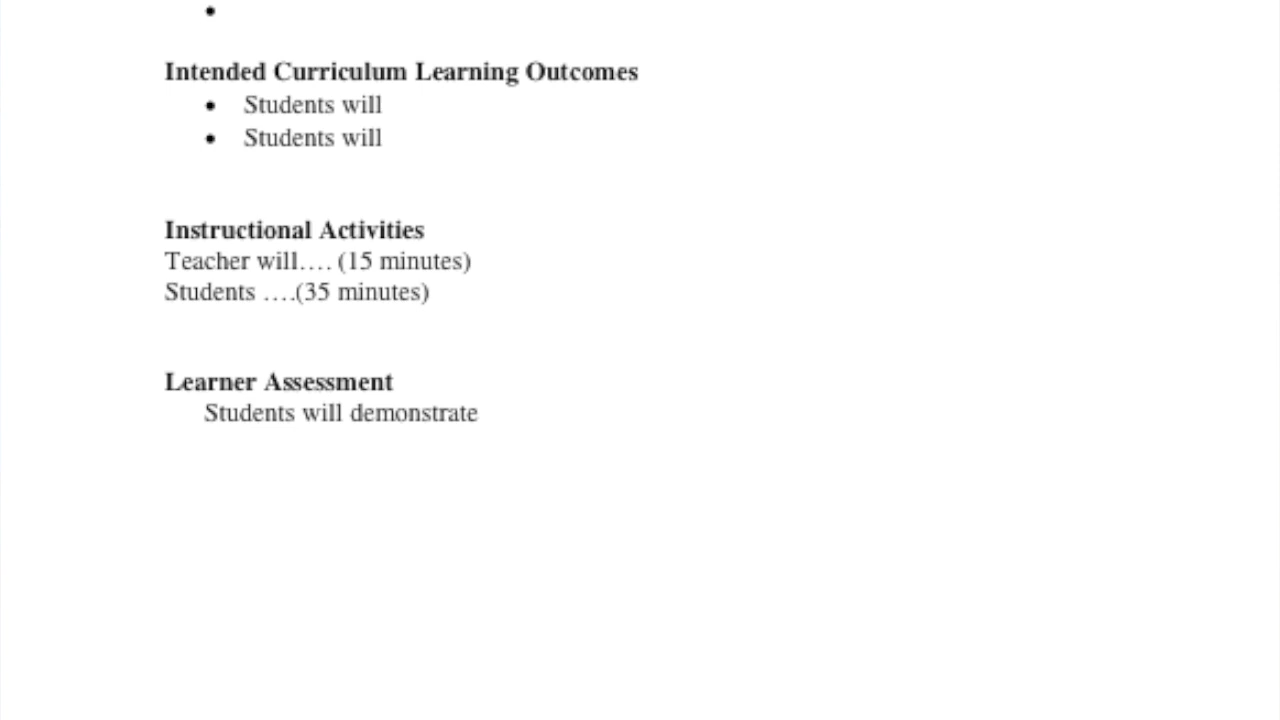 •
Intended Curriculum Learning Outcomes
• Students will
• Students will
Instructional Activities
Teacher will.... (15 minutes)
Students ....(35 minutes)
Learner Assessment
Students will demonstrate